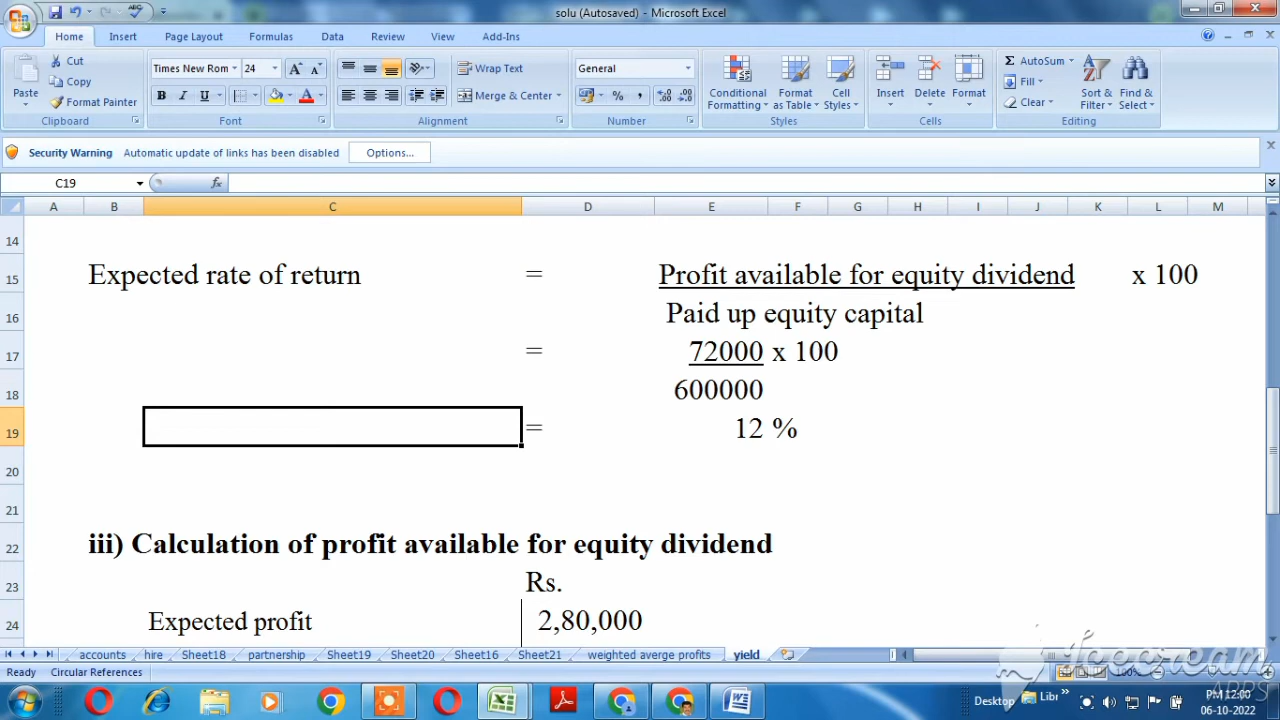 solu (Autosaved) - Microsoft Excel
Home Insert Page Layout Formulas Data Review View Add-Ins
Paste Cut Copy Format Painter
Times New Rom 24
B I U
Wrap Text
Merge & Center
General
% ,
Conditional Formatting Format as Table Cell Styles
Insert Delete Format
Σ AutoSum Fill Clear Sort & Filter Find & Select
Clipboard Font Alignment Number Styles Cells Editing
Security Warning Automatic update of links has been disabled Options...
C19 fx
A B C D E F G H I J K L M
14
15 Expected rate of return = Profit available for equity dividend x 100
16 Paid up equity capital
17 = 72000 x 100
18 600000
19 = 12 %
20
21
22 iii) Calculation of profit available for equity dividend
23 Rs.
24 Expected profit 2,80,000
accounts hire Sheet18 partnership Sheet19 Sheet20 Sheet16 Sheet21 weighted averge profits yield
Ready Circular References 100%
Icecream
APPS
Desktop Libr » PM 12:00
06-10-2022